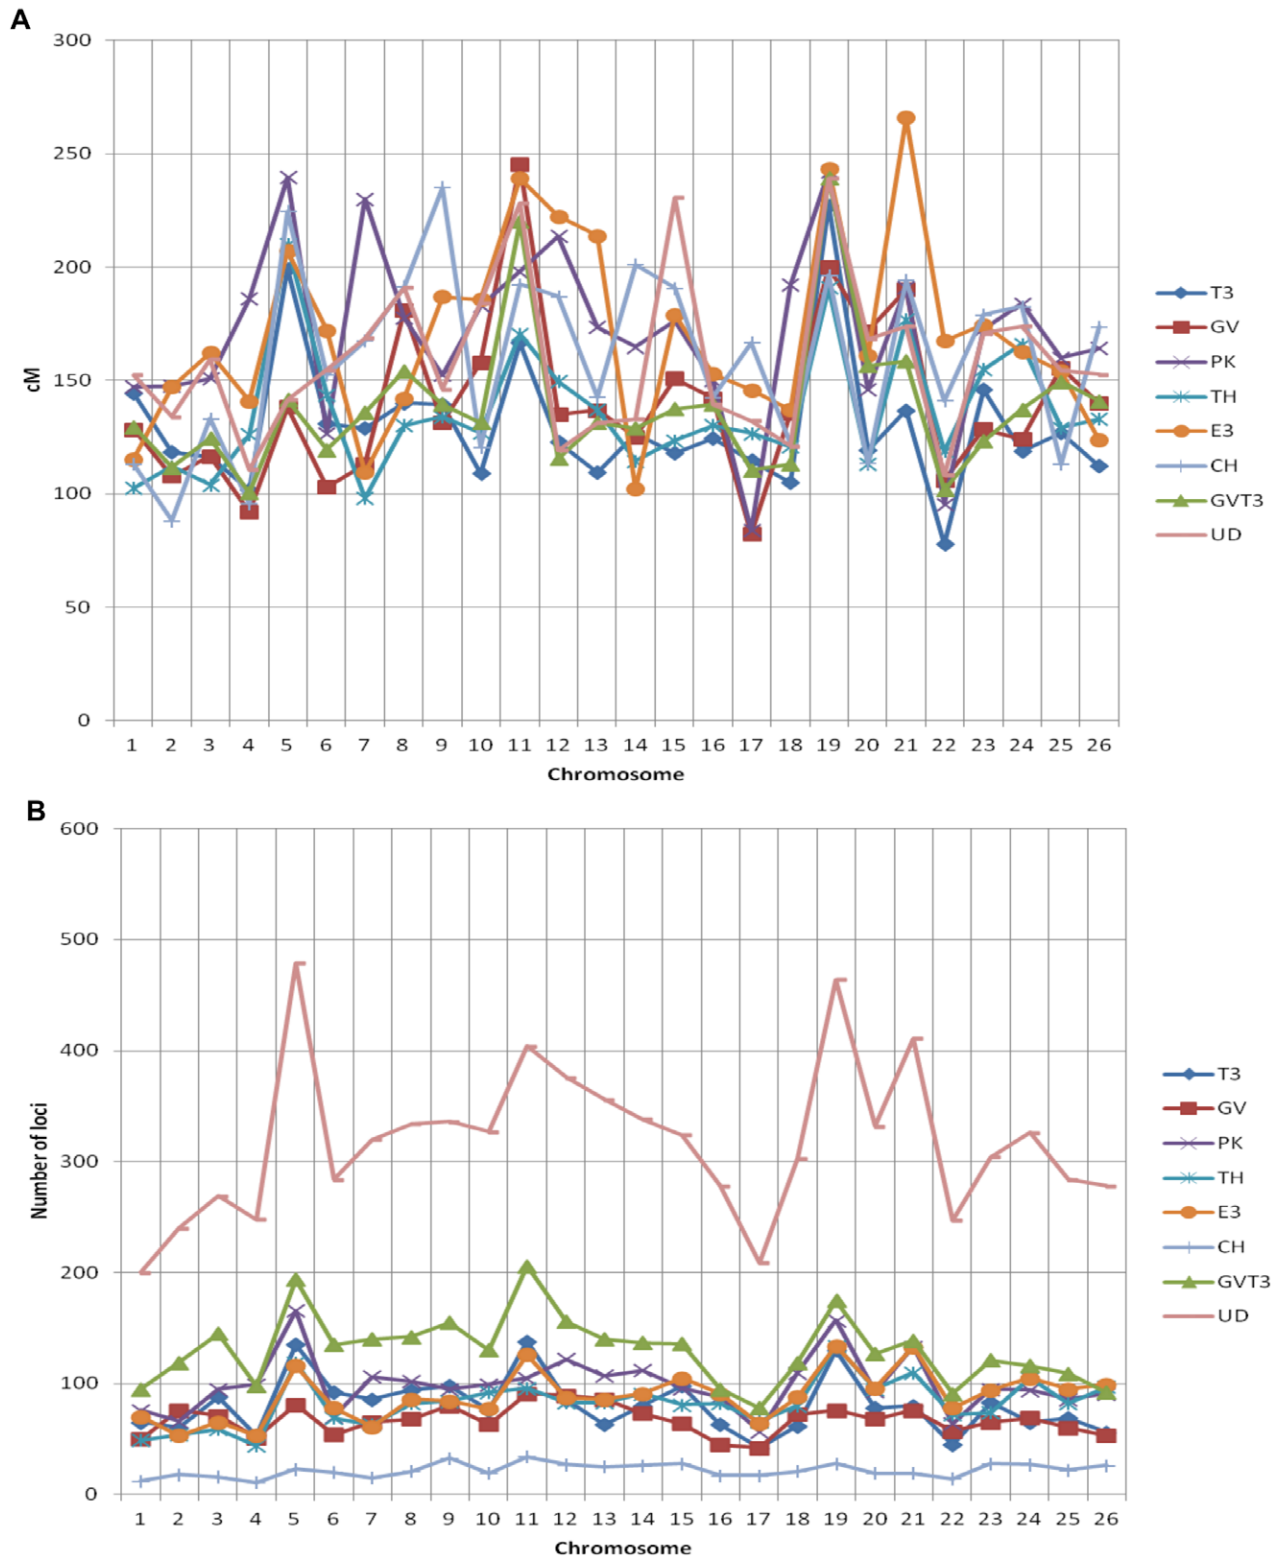 A
300
250
200
150
100
50
0
cM
1 2 3 4 5 6 7 8 9 10 11 12 13 14 15 16 17 18 19 20 21 22 23 24 25 26
Chromosome
T3
GV
PK
TH
E3
CH
GVT3
UD
B
600
500
400
300
200
100
0
Number of loci
1 2 3 4 5 6 7 8 9 10 11 12 13 14 15 16 17 18 19 20 21 22 23 24 25 26
Chromosome
T3
GV
PK
TH
E3
CH
GVT3
UD